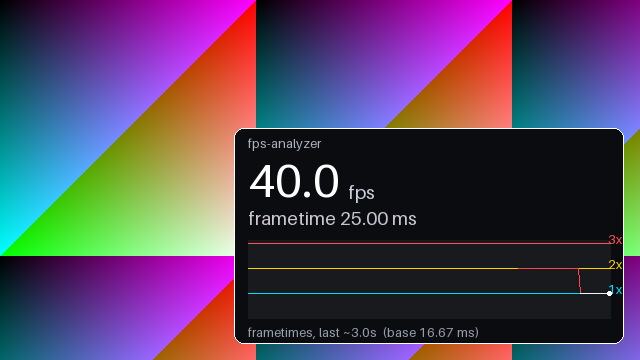 fps-analyzer
40.0 fps
frametime 25.00 ms
3x
2x
1x
frametimes, last ~3.0s (base 16.67 ms)